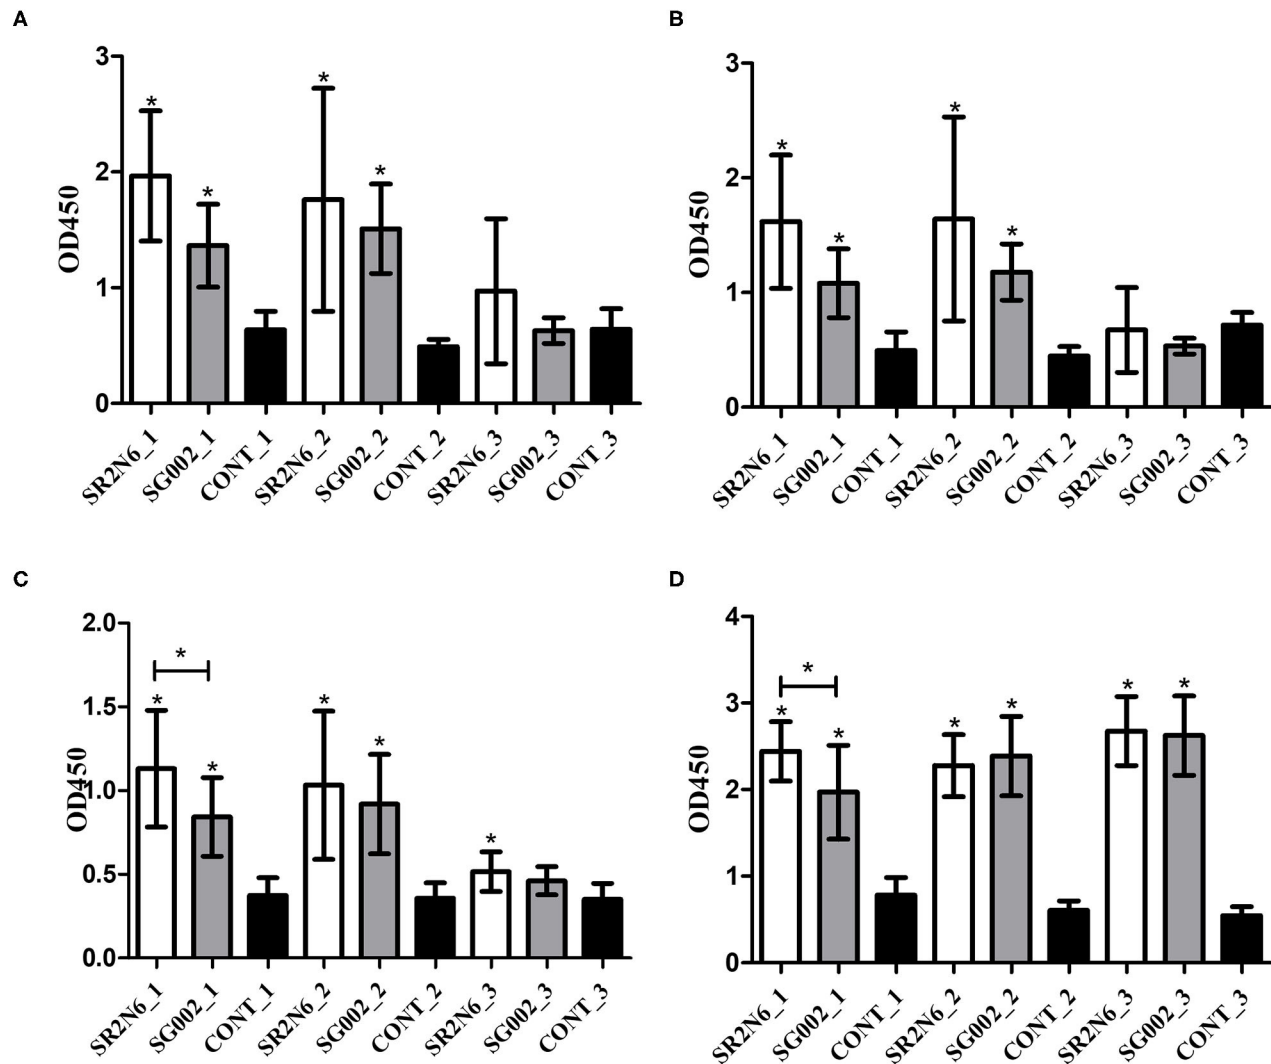 A
OD450
3
2
1
0
*
*
*
*
SR2N6_1
SG002_1
CONT_1
SR2N6_2
SG002_2
CONT_2
SR2N6_3
SG002_3
CONT_3
B
OD450
3
2
1
0
*
*
*
*
SR2N6_1
SG002_1
CONT_1
SR2N6_2
SG002_2
CONT_2
SR2N6_3
SG002_3
CONT_3
C
OD450
2.0
1.5
1.0
0.5
0.0
*
*
*
*
*
*
SR2N6_1
SG002_1
CONT_1
SR2N6_2
SG002_2
CONT_2
SR2N6_3
SG002_3
CONT_3
D
OD450
4
3
2
1
0
*
*
*
*
*
*
*
SR2N6_1
SG002_1
CONT_1
SR2N6_2
SG002_2
CONT_2
SR2N6_3
SG002_3
CONT_3